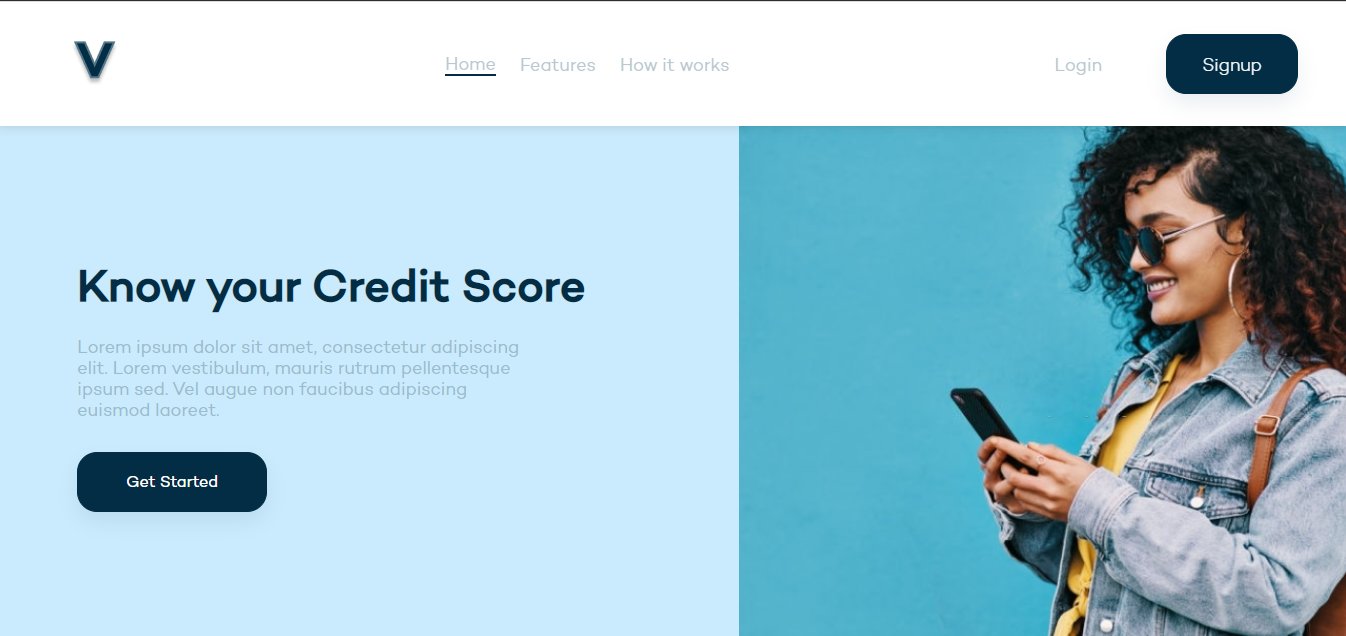 V
Home Features How it works Login Signup
Know your Credit Score
Lorem ipsum dolor sit amet, consectetur adipiscing
elit. Lorem vestibulum, mauris rutrum pellentesque
ipsum sed. Vel augue non faucibus adipiscing
euismod laoreet.
Get Started